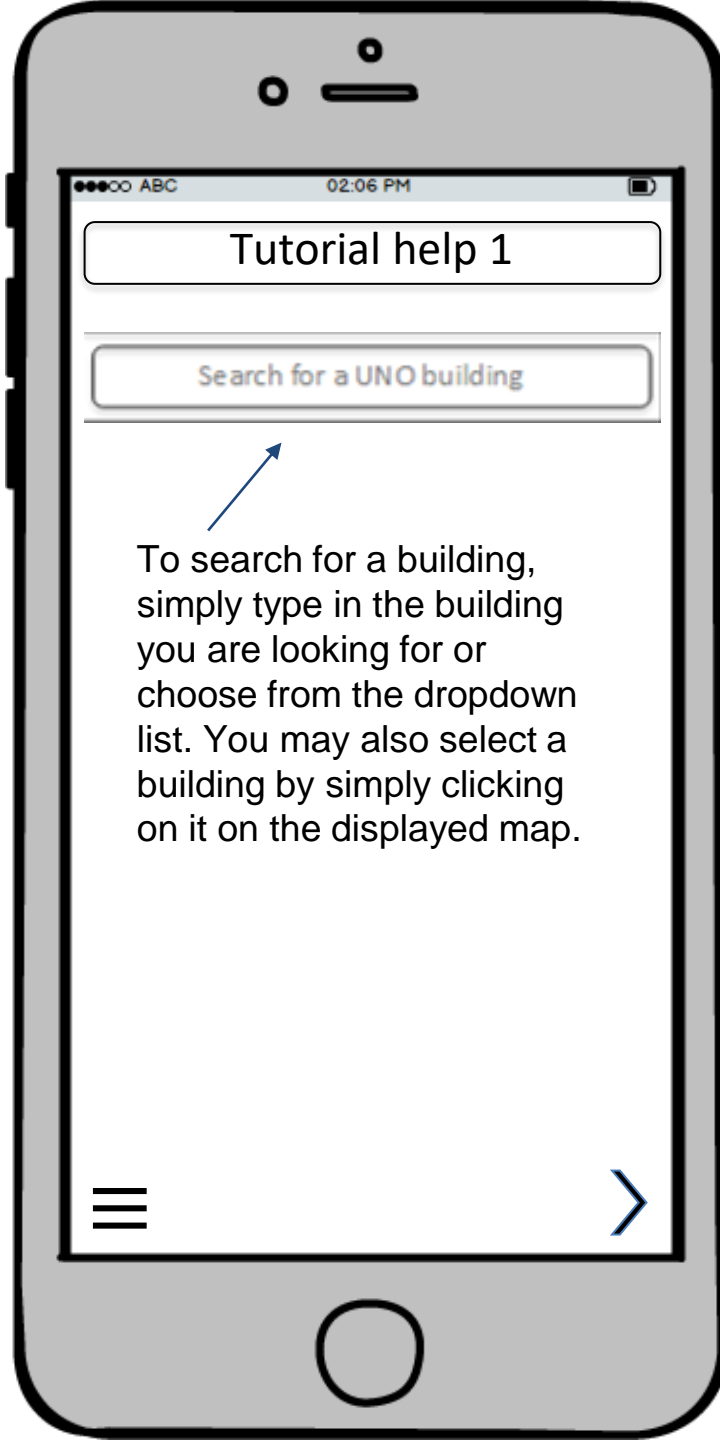 ABC 02:06 PM
Tutorial help 1
Search for a UNO building
To search for a building,
simply type in the building
you are looking for or
choose from the dropdown
list. You may also select a
building by simply clicking
on it on the displayed map.